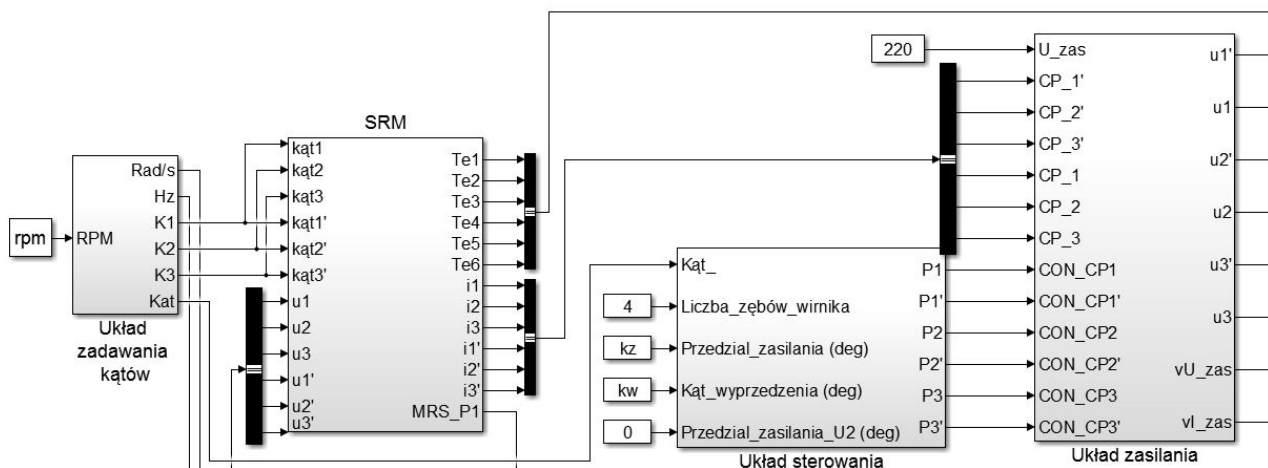 220
U_zas
CP_1'
CP_2'
CP_3'
CP_1
CP_2
CP_3
CON_CP1
CON_CP1'
CON_CP2
CON_CP2'
CON_CP3
CON_CP3'
u1'
u1
u2'
u2
u3'
u3
vU_zas
vI_zas
Układ zasilania
SRM
kąt1
kąt2
kąt3
kąt1'
kąt2'
kąt3'
u1
u2
u3
u1'
u2'
u3'
Te1
Te2
Te3
Te4
Te5
Te6
i1
i2
i3
i1'
i2'
i3'
MRS_P1
rpm
RPM
Rad/s
Hz
K1
K2
K3
Kat
Układ
zadawania
kątów
4
kz
kw
0
Kąt_
Liczba_zębów_wirnika
Przedzial_zasilania (deg)
Kąt_wyprzedzenia (deg)
Przedzial_zasilania_U2 (deg)
P1
P1'
P2
P2'
P3
P3'
Układ sterowania